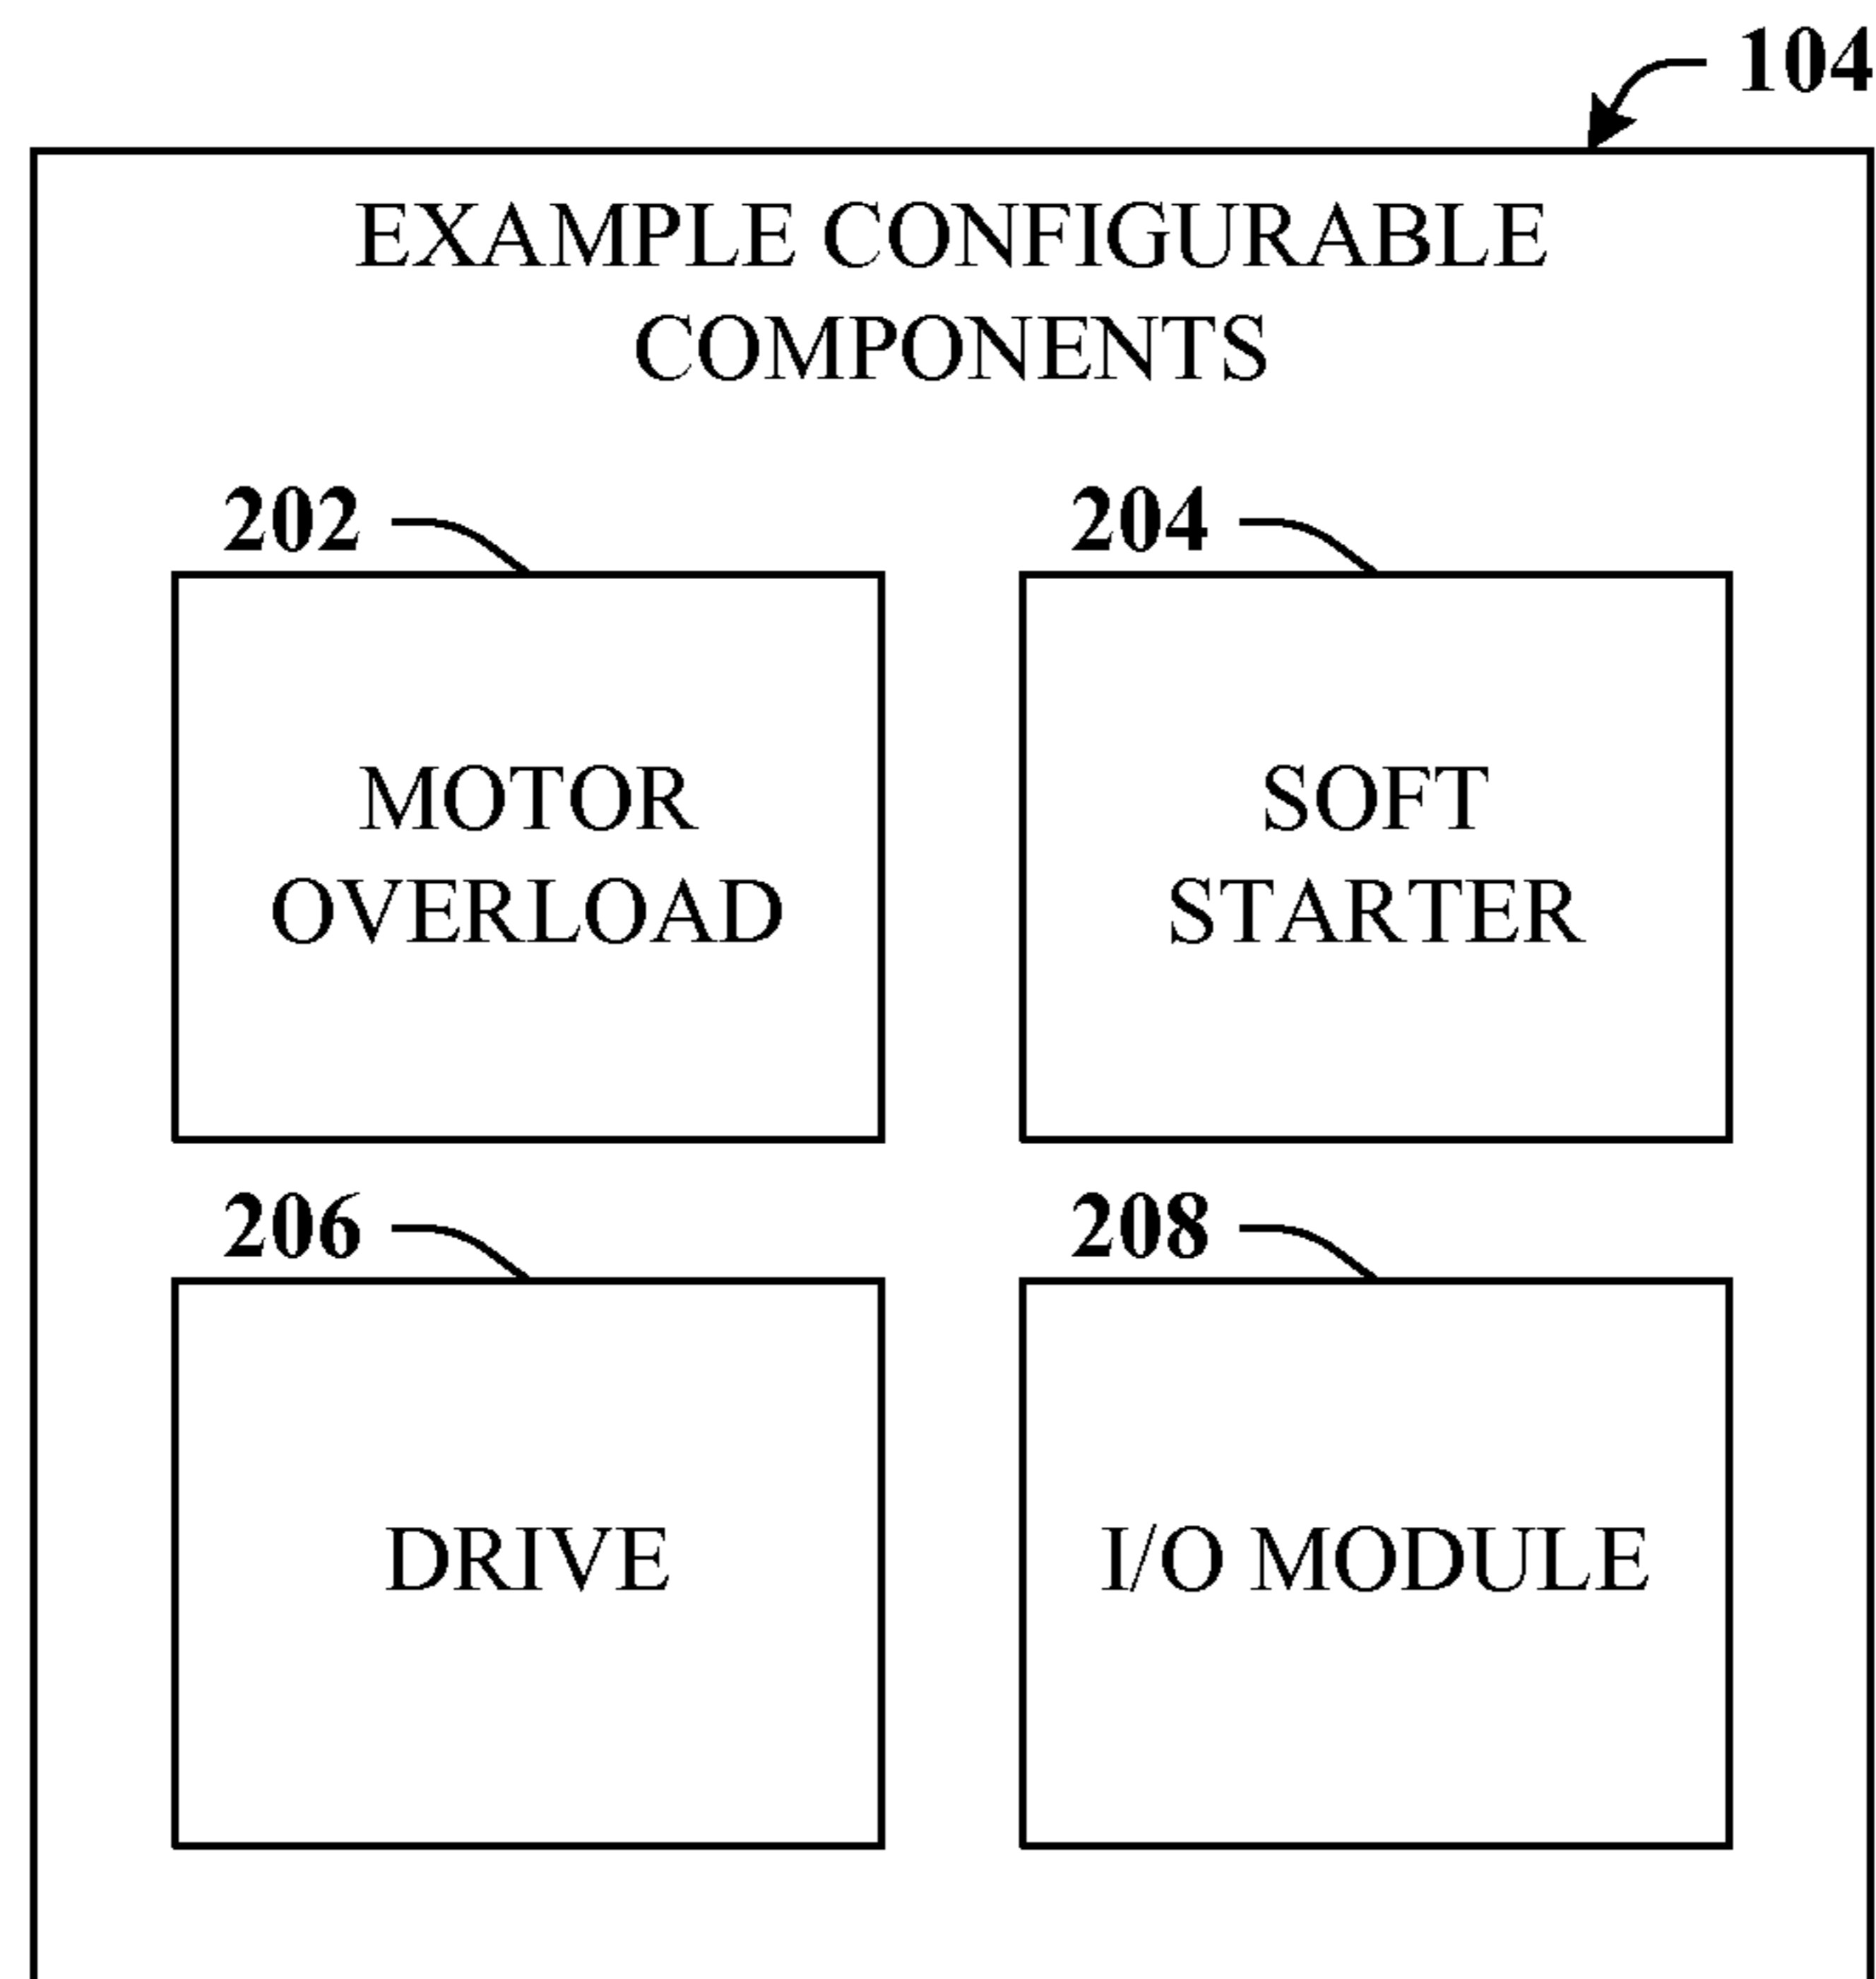 104
EXAMPLE CONFIGURABLE
COMPONENTS
202
204
MOTOR
OVERLOAD
SOFT
STARTER
206
208
DRIVE
I/O MODULE